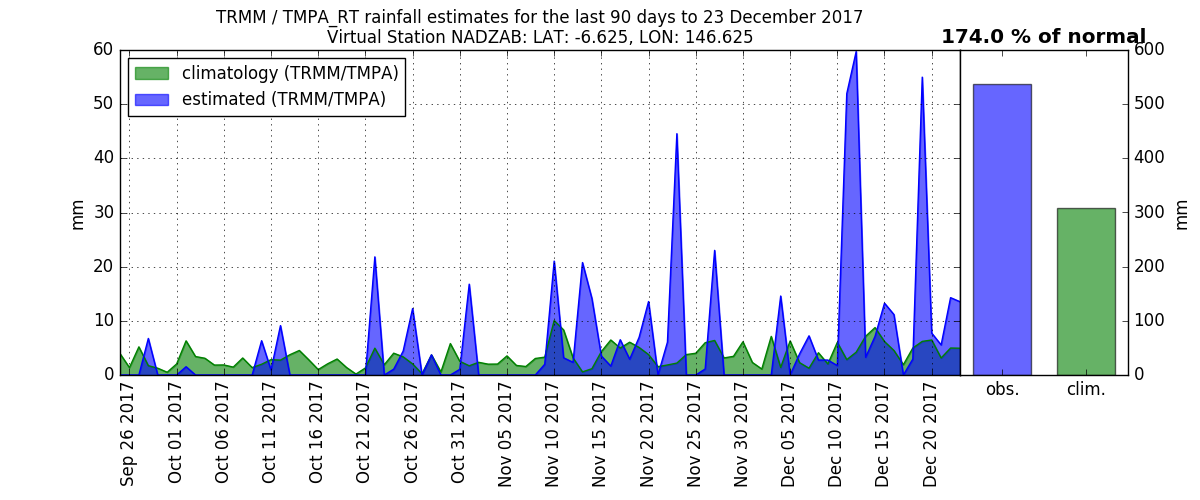 TRMM / TMPA_RT rainfall estimates for the last 90 days to 23 December 2017
Virtual Station NADZAB: LAT: -6.625, LON: 146.625
174.0 % of normal
climatology (TRMM/TMPA)
estimated (TRMM/TMPA)
60
50
40
30
20
10
0
mm
600
500
400
300
200
100
0
mm
Sep 26 2017
Oct 01 2017
Oct 06 2017
Oct 11 2017
Oct 16 2017
Oct 21 2017
Oct 26 2017
Oct 31 2017
Nov 05 2017
Nov 10 2017
Nov 15 2017
Nov 20 2017
Nov 25 2017
Nov 30 2017
Dec 05 2017
Dec 10 2017
Dec 15 2017
Dec 20 2017
obs.
clim.